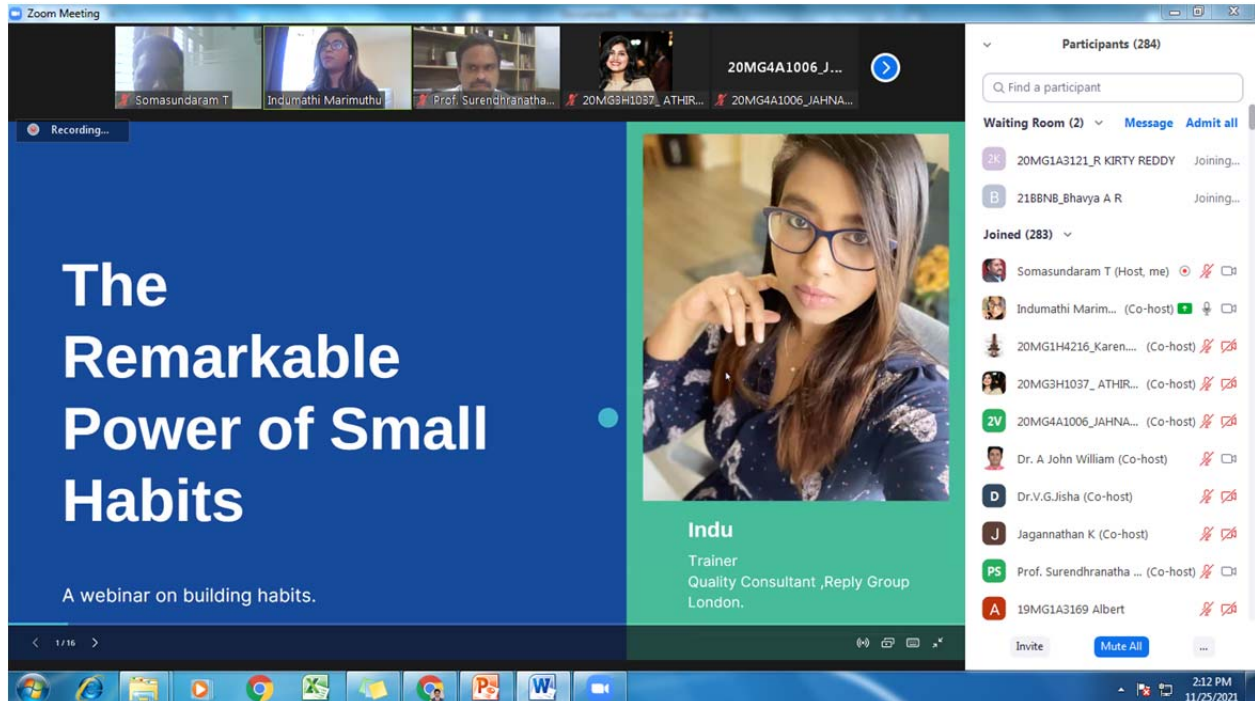 Zoom Meeting
Somasundaram T
Indumathi Marimuthu
Prof. Surendhranatha...
20MG3H1037_ ATHIR...
20MG4A1006_J...
20MG4A1006_JAHNA...
Recording...
The
Remarkable
Power of Small
Habits
A webinar on building habits.
Indu
Trainer
Quality Consultant ,Reply Group
London.
1/16
Participants (284)
Find a participant
Waiting Room (2)
Message
Admit all
2K
20MG1A3121_R KIRTY REDDY
Joining...
B
21BBNB_Bhavya A R
Joining...
Joined (283)
Somasundaram T (Host, me)
Indumathi Marim... (Co-host)
20MG1H4216_Karen.... (Co-host)
20MG3H1037_ ATHIR... (Co-host)
2V
20MG4A1006_JAHNA... (Co-host)
Dr. A John William (Co-host)
D
Dr.V.G.Jisha (Co-host)
J
Jagannathan K (Co-host)
PS
Prof. Surendhranatha ... (Co-host)
A
19MG1A3169 Albert
Invite
Mute All
...
2:12 PM
11/25/2021